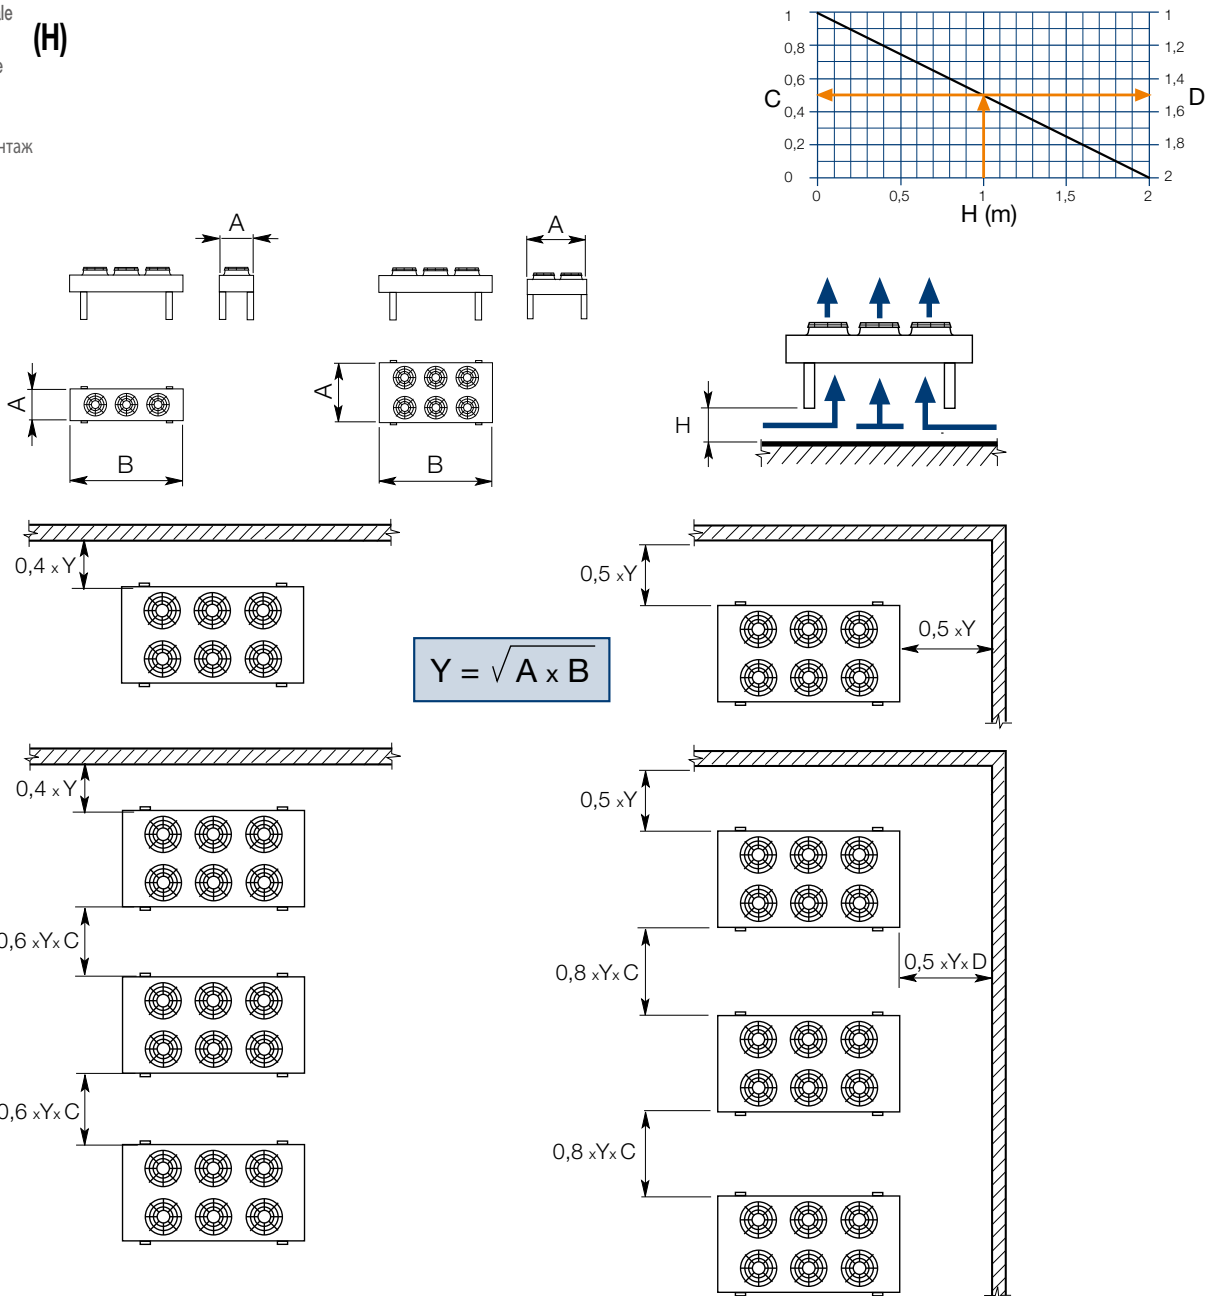 (H)
1
0,8
0,6
0,4
0,2
0
C
1
1,2
1,4
1,6
1,8
2
D
0
0,5
1
1,5
2
H (m)
A
A
A
B
A
B
H
0,4 x Y
0,5 x Y
0,5 x Y
Y = √A x B
0,4 x Y
0,6 x Y x C
0,6 x Y x C
0,5 x Y
0,8 x Y x C
0,5 x Y x D
0,8 x Y x C